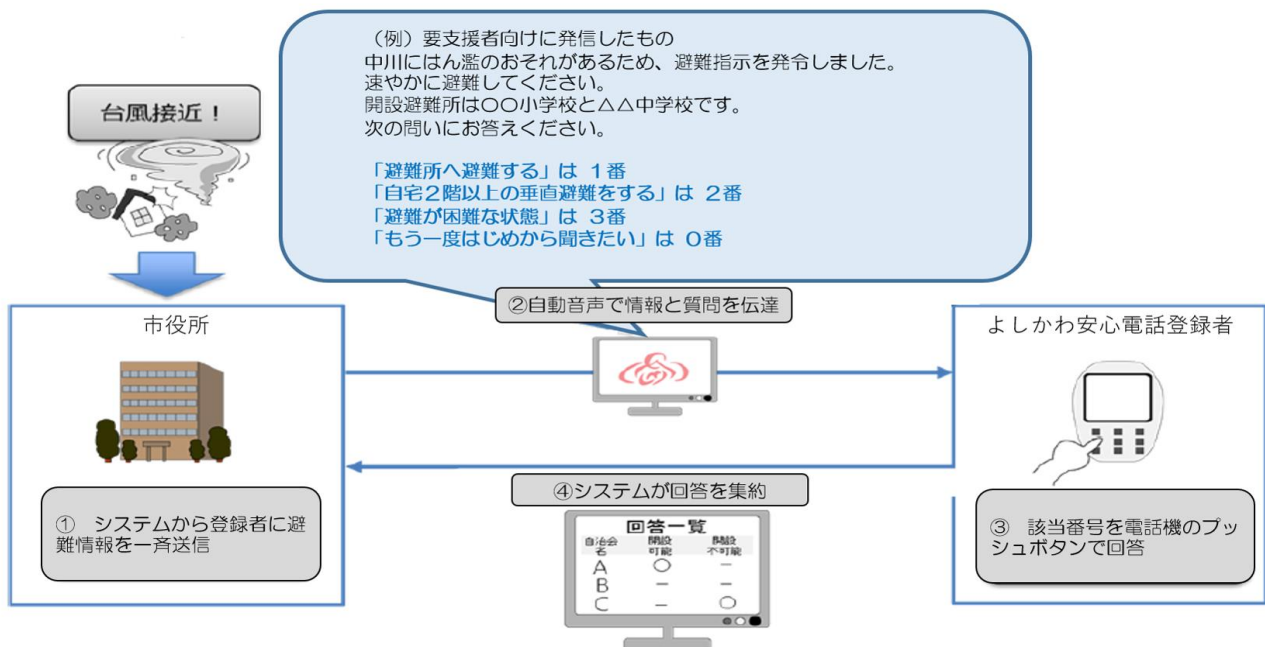 （例）要支援者向けに発信したもの
中川にはん濫のおそれがあるため、避難指示を発令しました。
速やかに避難してください。
開設避難所は〇〇小学校と△△中学校です。
次の問いにお答えください。
「避難所へ避難する」は 1番
「自宅２階以上の垂直避難をする」は 2番
「避難が困難な状態」は 3番
「もう一度はじめから聞きたい」は 0番
台風接近！
②自動音声で情報と質問を伝達
市役所
よしかわ安心電話登録者
① システムから登録者に避
難情報を一斉送信
④システムが回答を集約
③ 該当番号を電話機のプッ
シュボタンで回答
回答一覧
自治会名 開設可能 開設不可能
A 〇 －
B － －
C － 〇